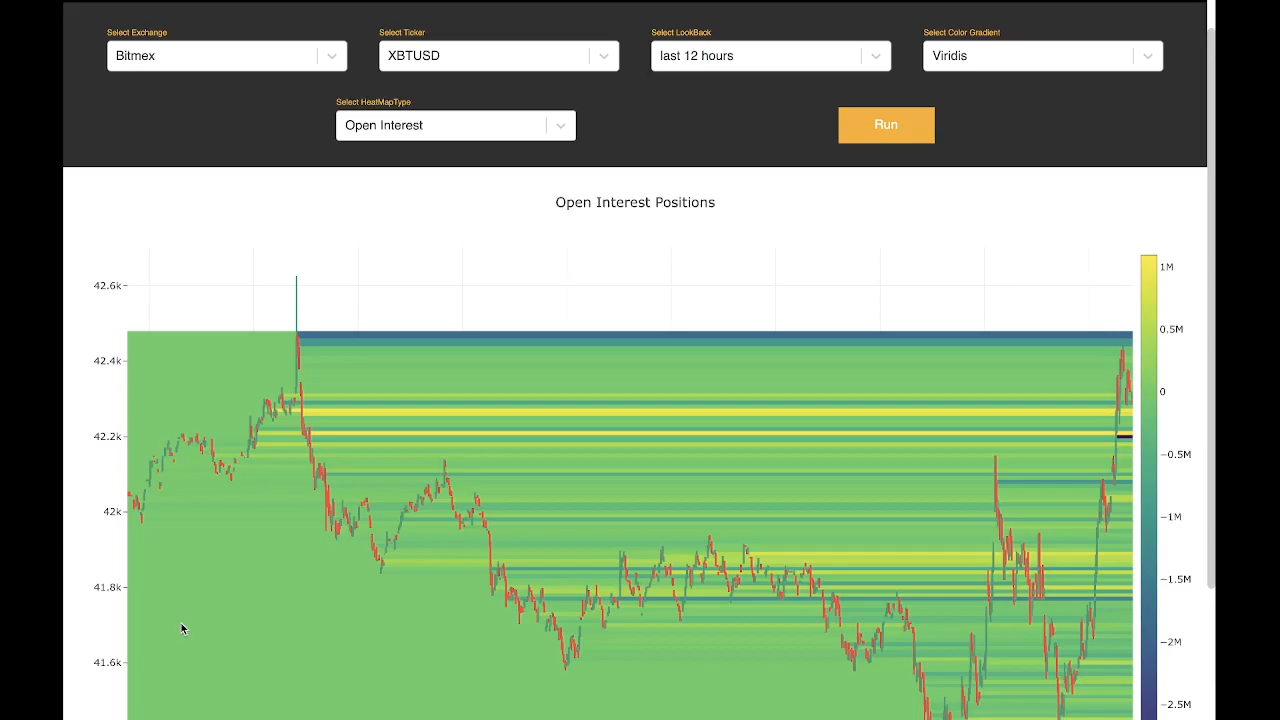 Select Exchange Select Ticker Select LookBack Select Color Gradient
Bitmex XBTUSD last 12 hours Viridis
Select HeatMapType
Open Interest Run
Open Interest Positions
42.6k
42.4k
42.2k
42k
41.8k
41.6k
1M
0.5M
0
−0.5M
−1M
−1.5M
−2M
−2.5M